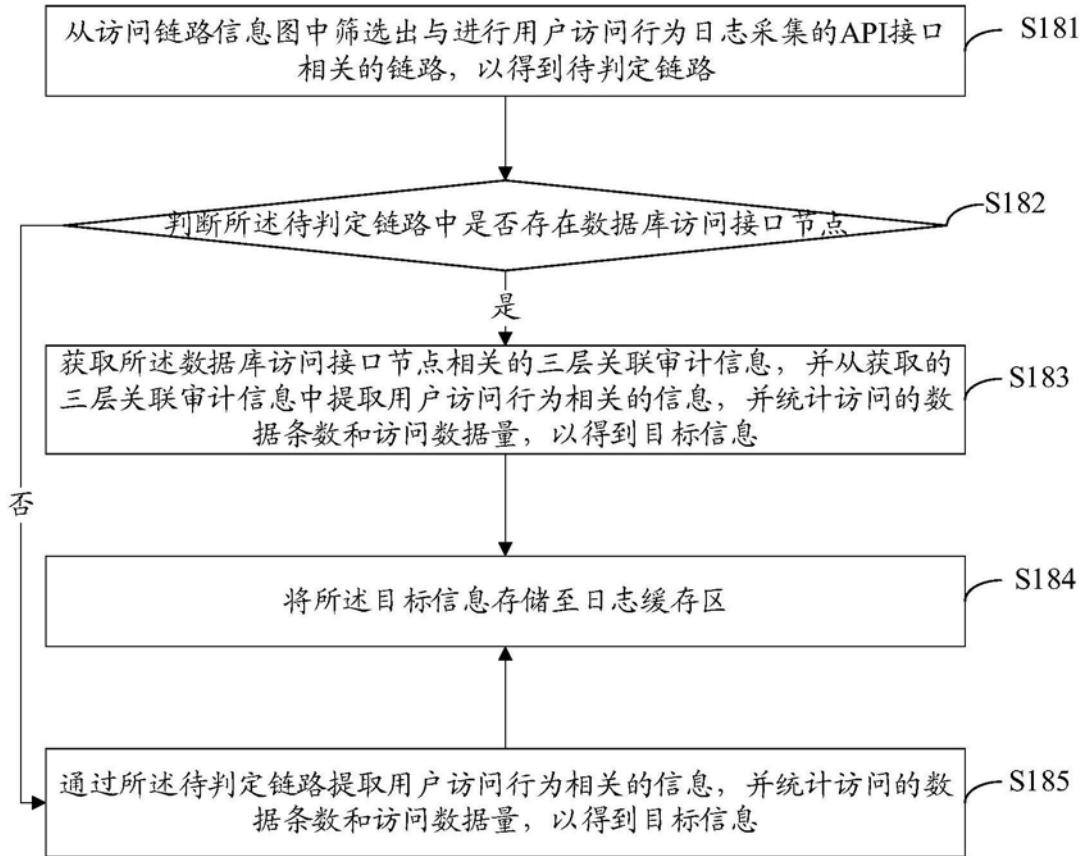 从访问链路信息图中筛选出与进行用户访问行为日志采集的API接口
相关的链路，以得到待判定链路
S181
判断所述待判定链路中是否存在数据库访问接口节点
S182
是
获取所述数据库访问接口节点相关的三层关联审计信息，并从获取的
三层关联审计信息中提取用户访问行为相关的信息，并统计访问的数
据条数和访问数据量，以得到目标信息
S183
否
将所述目标信息存储至日志缓存区
S184
通过所述待判定链路提取用户访问行为相关的信息，并统计访问的数
据条数和访问数据量，以得到目标信息
S185